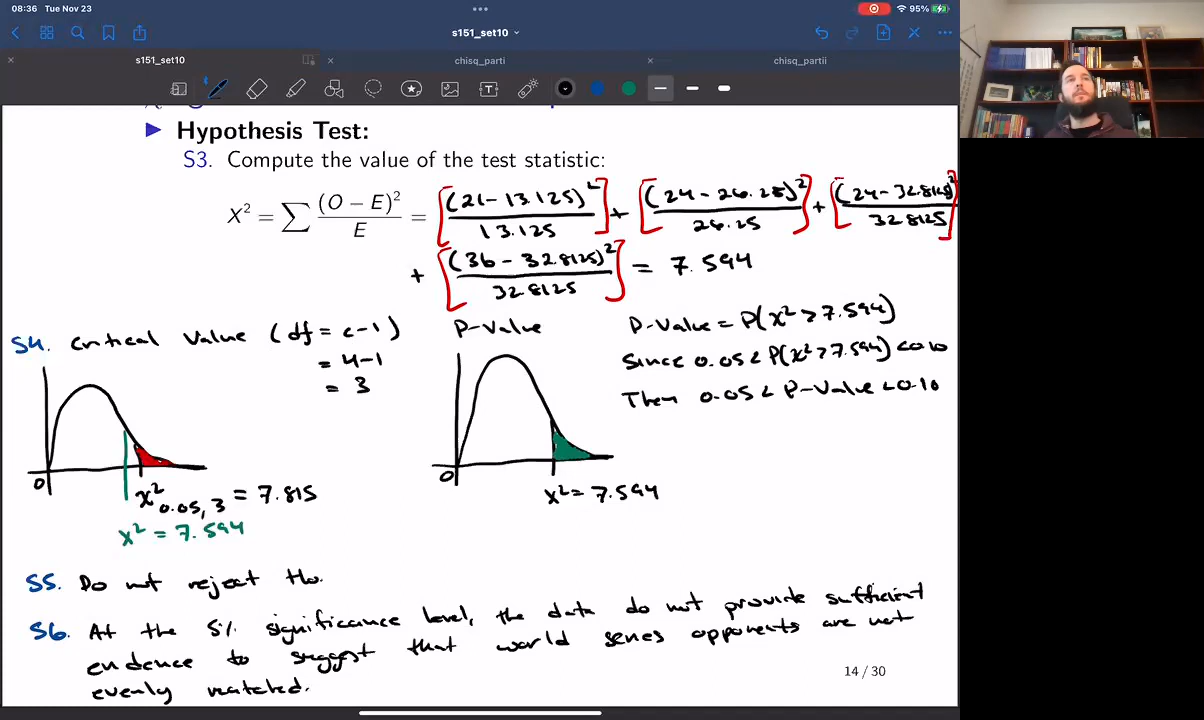 08:36 Tue Nov 23
95%
s151_set10
s151_set10
chisq_parti
chisq_partii
Hypothesis Test:
S3. Compute the value of the test statistic:
X² = ∑ (O − E)² / E = [(21 − 13.125)² / 13.125] + [(24 − 26.25)² / 26.25] + [(24 − 32.8125)² / 32.8125]
+ [(36 − 32.8125)² / 32.8125] = 7.594
S4. Critical Value (df = c−1)
= 4−1
= 3
0
X²0.05, 3 = 7.815
X² = 7.594
P-Value
0
X² = 7.594
P-Value = P(X² > 7.594)
Since 0.05 < P(X² > 7.594) < 0.10
Then 0.05 < P-Value < 0.10
S5. Do not reject H0.
S6. At the 5% significance level, the data do not provide sufficient
evidence to suggest that world series opponents are not
evenly matched.
14 / 30